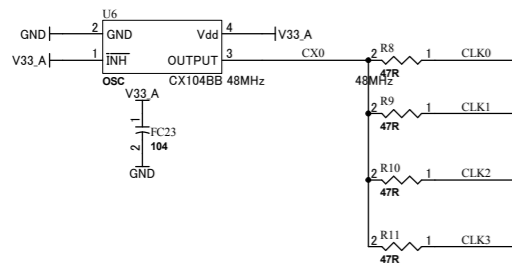 U6
GND 2 GND Vdd 4 V33_A
V33_A 1 INH OUTPUT 3 CX0
OSC CX104BB 48MHz 48MHz
V33_A
1
FC23
104
2
GND
R8
2 1 CLK0
47R
R9
2 1 CLK1
47R
R10
2 1 CLK2
47R
R11
2 1 CLK3
47R